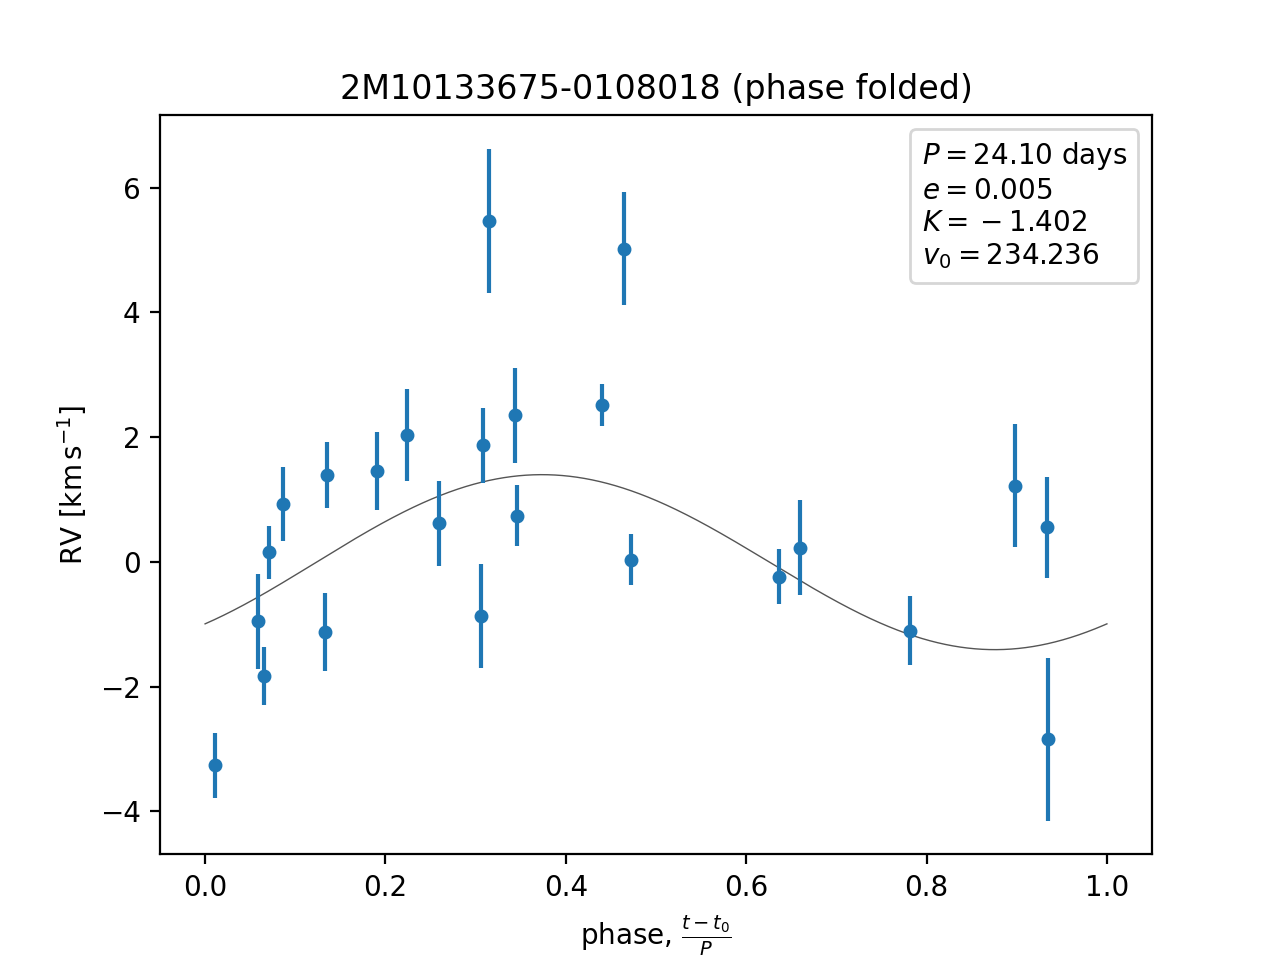 2M10133675-0108018 (phase folded)
P = 24.10 days
e = 0.005
K = −1.402
v₀ = 234.236
RV [km s⁻¹]
6
4
2
0
−2
−4
0.0 0.2 0.4 0.6 0.8 1.0
phase, (t − t₀)/P